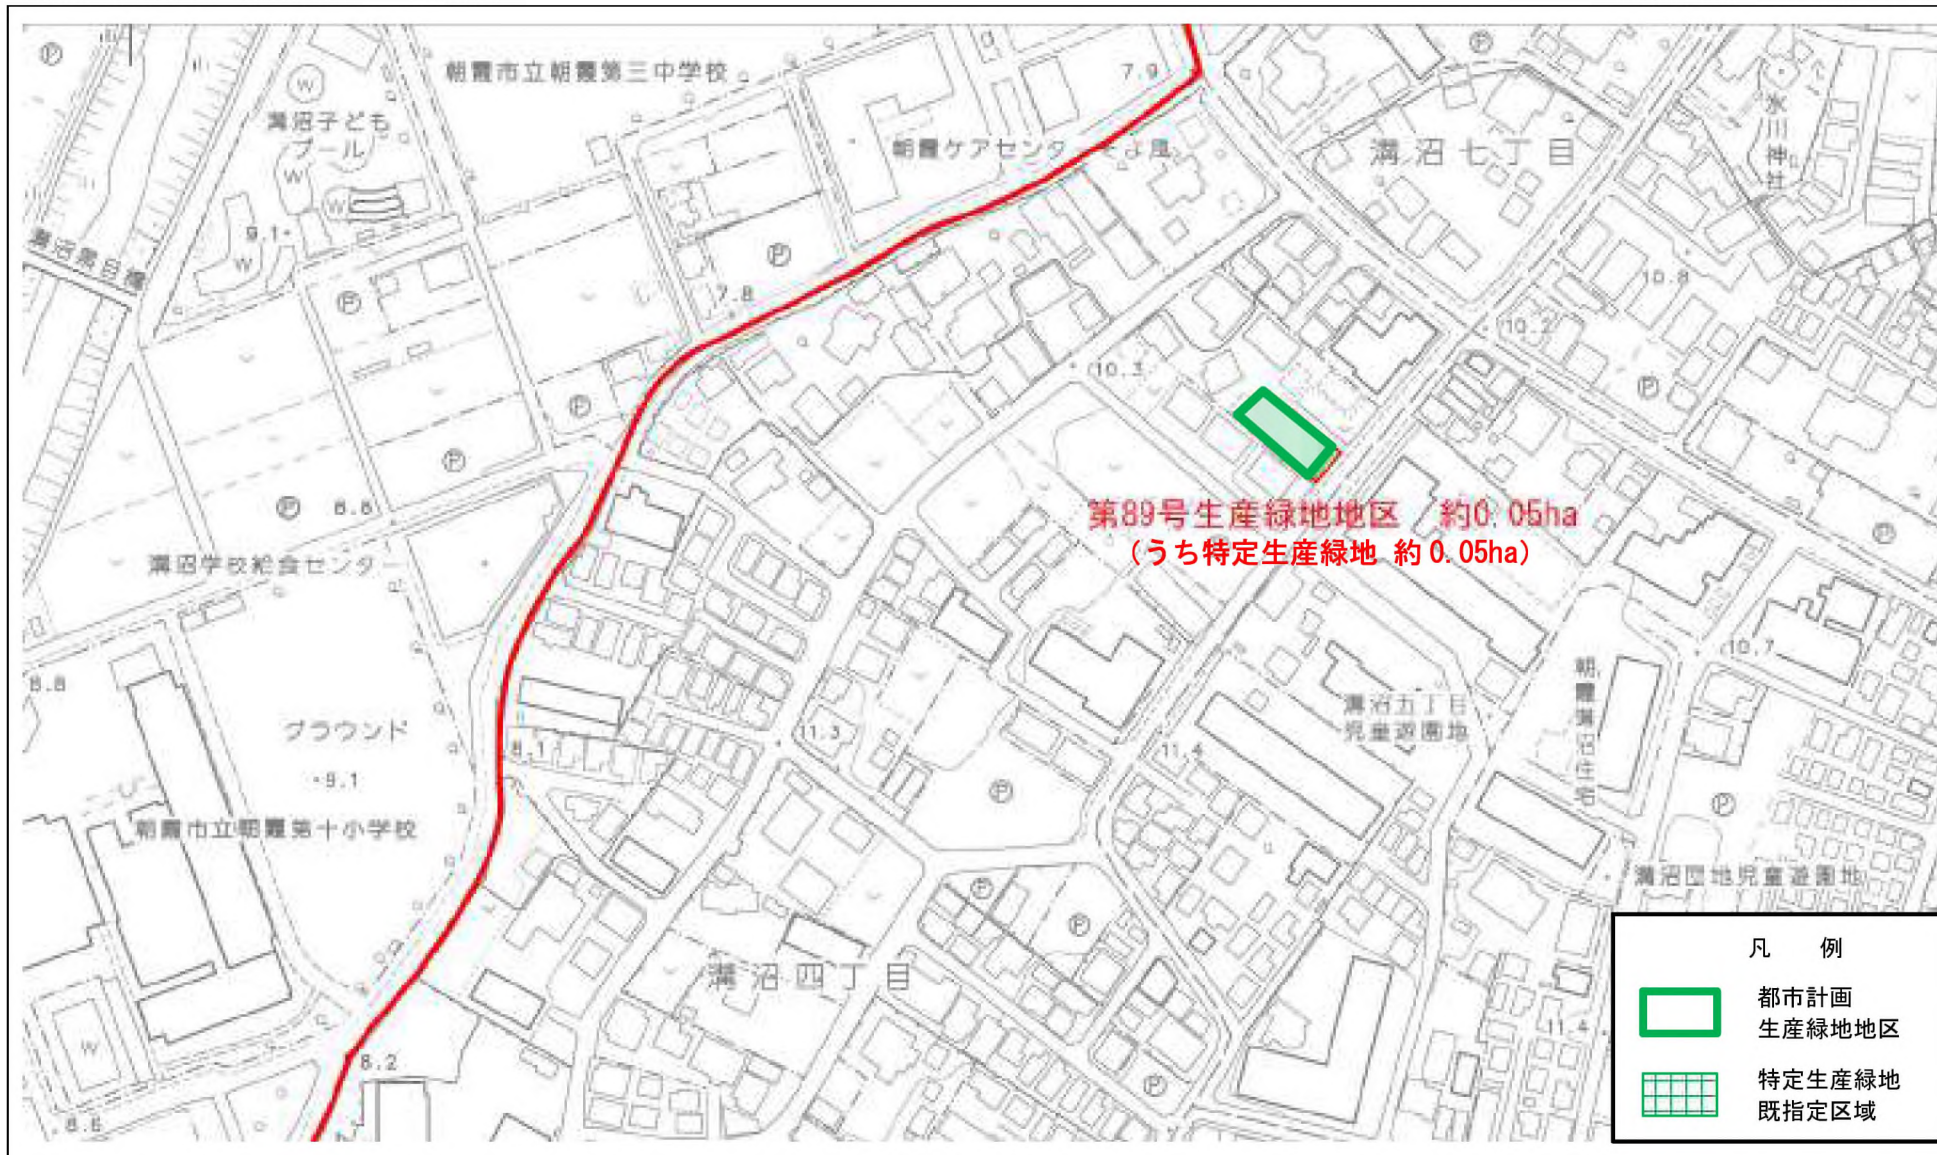 朝霞市立朝霞第三中学校
7.9
溝沼子ども
プール
W
W
W
W
9.1
朝霞ケアセンターそよ風
溝沼七丁目
氷川神社
10.8
7.8
10.3
10.2
8.8
溝沼学校給食センター
第89号生産緑地地区 約0.05ha
(うち特定生産緑地 約0.05ha)
8.8
グラウンド
9.1
朝霞市立朝霞第十小学校
8.1
11.3
11.4
溝沼五丁目
児童遊園地
朝霞溝沼住宅
10.7
溝沼団地児童遊園地
溝沼四丁目
11.4
W
8.2
8.6
凡 例
都市計画
生産緑地地区
特定生産緑地
既指定区域